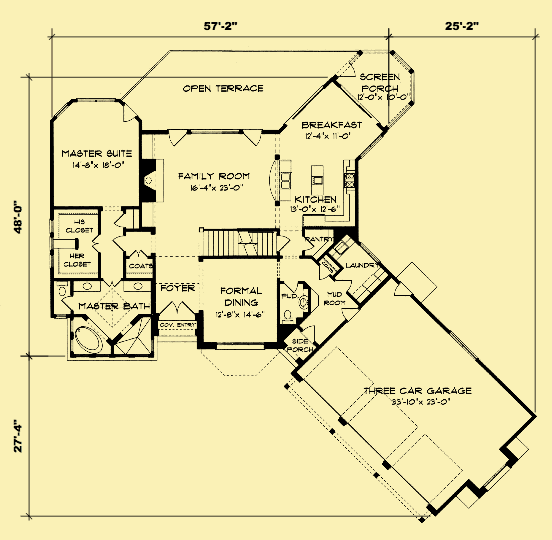 57'-2"
25'-2"
OPEN TERRACE
SCREEN
PORCH
12'-0" x 10'-0"
BREAKFAST
12'-4" x 11'-0"
MASTER SUITE
14'-8" x 18'-0"
FAMILY ROOM
16'-4" x 23'-0"
KITCHEN
13'-0" x 12'-6"
48'-0"
HIS
CLOSET
HER
CLOSET
COATS
PANTRY
LAUNDRY
FOYER
FORMAL
DINING
12'-8" x 14'-6"
MUD
ROOM
MASTER BATH
COV. ENTRY
SIDE
PORCH
THREE CAR GARAGE
33'-10" x 23'-0"
27'-4"